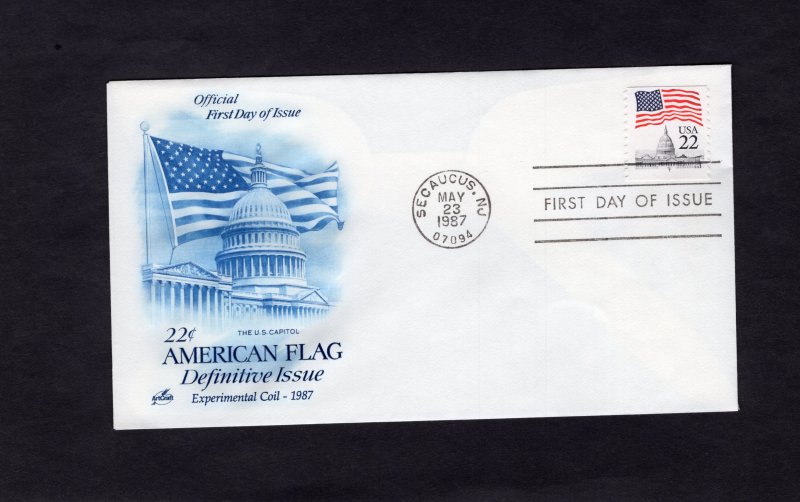 Official
First Day of Issue
USA
22
SECAUCUS, NJ
MAY
23
1987
07094
FIRST DAY OF ISSUE
THE U.S. CAPITOL
22¢
AMERICAN FLAG
Definitive Issue
Experimental Coil - 1987
ArtCraft